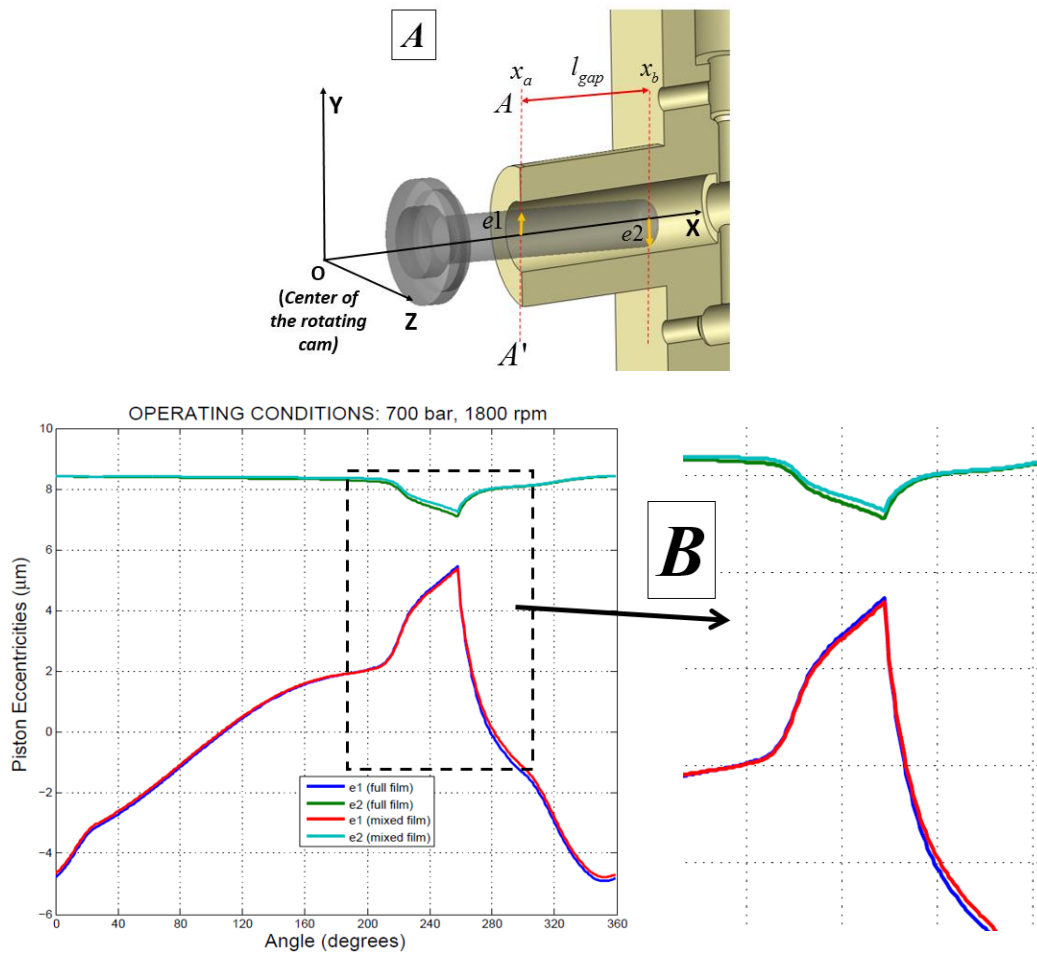 A
x_a
l_gap
x_b
A
Y
e1
e2
X
O
(Center of
the rotating
cam)
Z
A'
OPERATING CONDITIONS: 700 bar, 1800 rpm
Piston Eccentricities (μm)
10
8
6
4
2
0
−2
−4
−6
B
e1 (full film)
e2 (full film)
e1 (mixed film)
e2 (mixed film)
0 40 80 120 160 200 240 280 320 360
Angle (degrees)